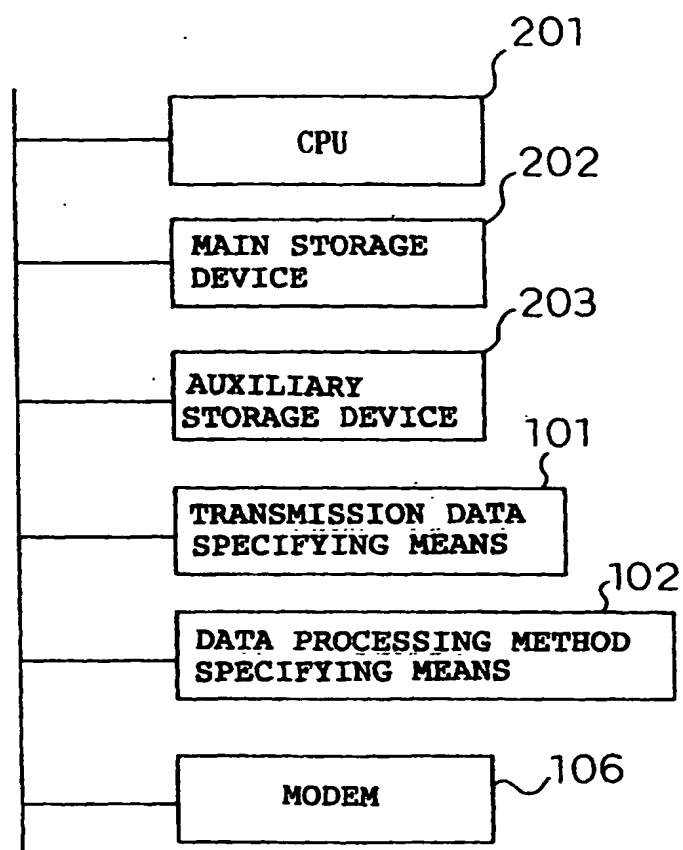 201
CPU
202
MAIN STORAGE
DEVICE
203
AUXILIARY
STORAGE DEVICE
101
TRANSMISSION DATA
SPECIFYING MEANS
102
DATA PROCESSING METHOD
SPECIFYING MEANS
106
MODEM